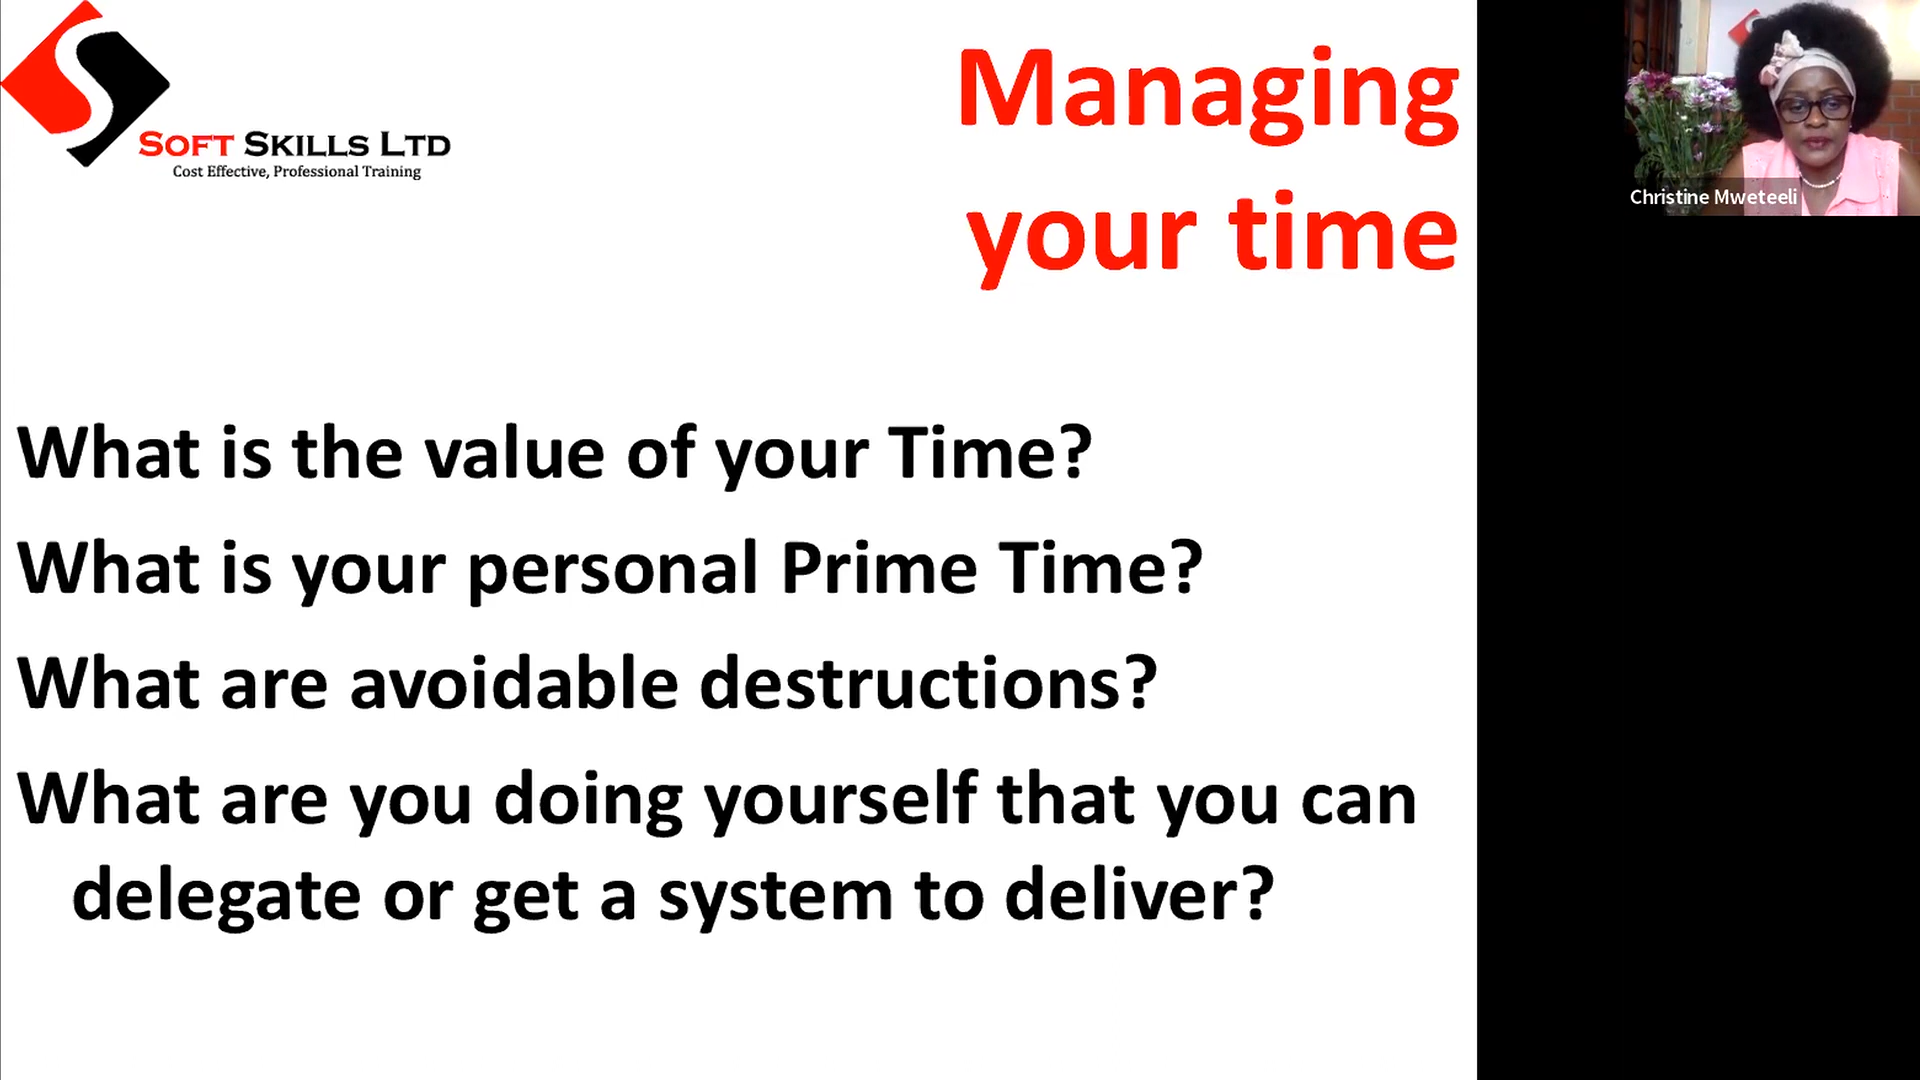 SOFT SKILLS LTD
Cost Effective, Professional Training
Managing
your time
Christine Mweteeli
What is the value of your Time?
What is your personal Prime Time?
What are avoidable destructions?
What are you doing yourself that you can
delegate or get a system to deliver?